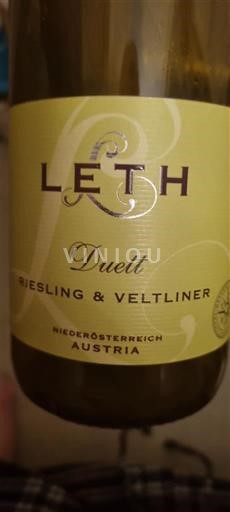 LETH
VINIOU
Duett
RIESLING & VELTLINER
NIEDERÖSTERREICH
AUSTRIA